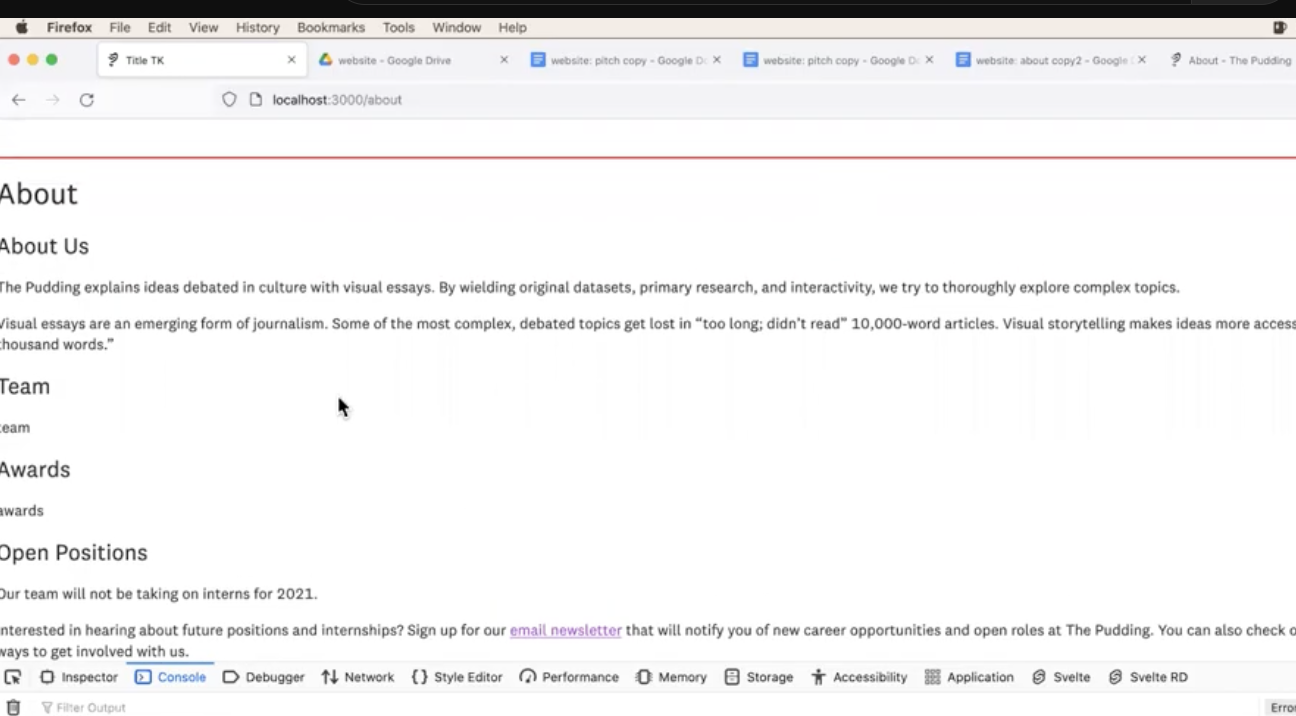 Firefox File Edit View History Bookmarks Tools Window Help
Title TK website - Google Drive website: pitch copy - Google D website: pitch copy - Google D website: about copy2 - Google About - The Pudding
localhost:3000/about
About
About Us
The Pudding explains ideas debated in culture with visual essays. By wielding original datasets, primary research, and interactivity, we try to thoroughly explore complex topics.
Visual essays are an emerging form of journalism. Some of the most complex, debated topics get lost in “too long; didn’t read” 10,000-word articles. Visual storytelling makes ideas more access
thousand words.”
Team
team
Awards
awards
Open Positions
Our team will not be taking on interns for 2021.
nterested in hearing about future positions and internships? Sign up for our email newsletter that will notify you of new career opportunities and open roles at The Pudding. You can also check o
ways to get involved with us.
Inspector Console Debugger Network Style Editor Performance Memory Storage Accessibility Application Svelte Svelte RD
Filter Output Error